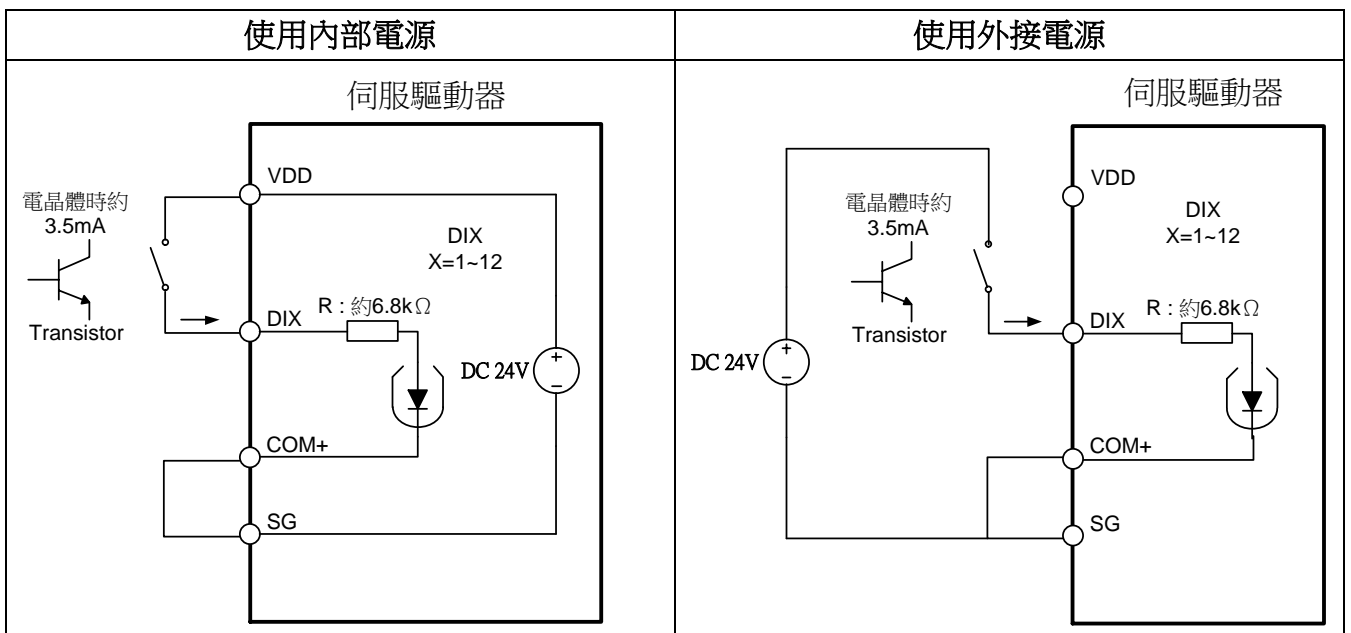 使用內部電源
伺服驅動器
VDD
電晶體時約
3.5mA
DIX
X=1~12
R : 約6.8kΩ
DIX
Transistor
DC 24V
+
−
COM+
SG
使用外接電源
伺服驅動器
VDD
電晶體時約
3.5mA
DIX
X=1~12
R : 約6.8kΩ
DIX
Transistor
DC 24V
+
−
COM+
SG